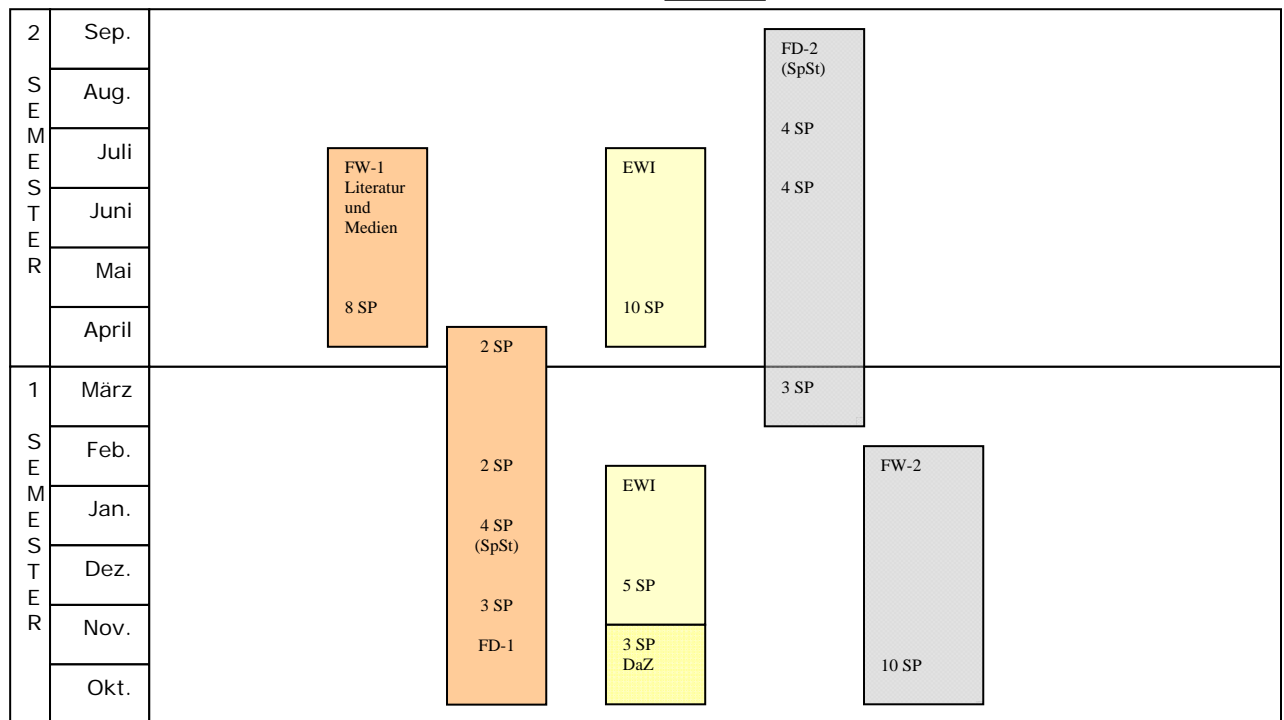 2 SEMESTER
Sep.
Aug.
Juli
Juni
Mai
April
FW-1
Literatur
und
Medien
8 SP
EWI
10 SP
FD-2
(SpSt)
4 SP
4 SP
3 SP
1 SEMESTER
März
Feb.
Jan.
Dez.
Nov.
Okt.
2 SP
2 SP
4 SP
(SpSt)
3 SP
FD-1
EWI
5 SP
3 SP
DaZ
FW-2
10 SP